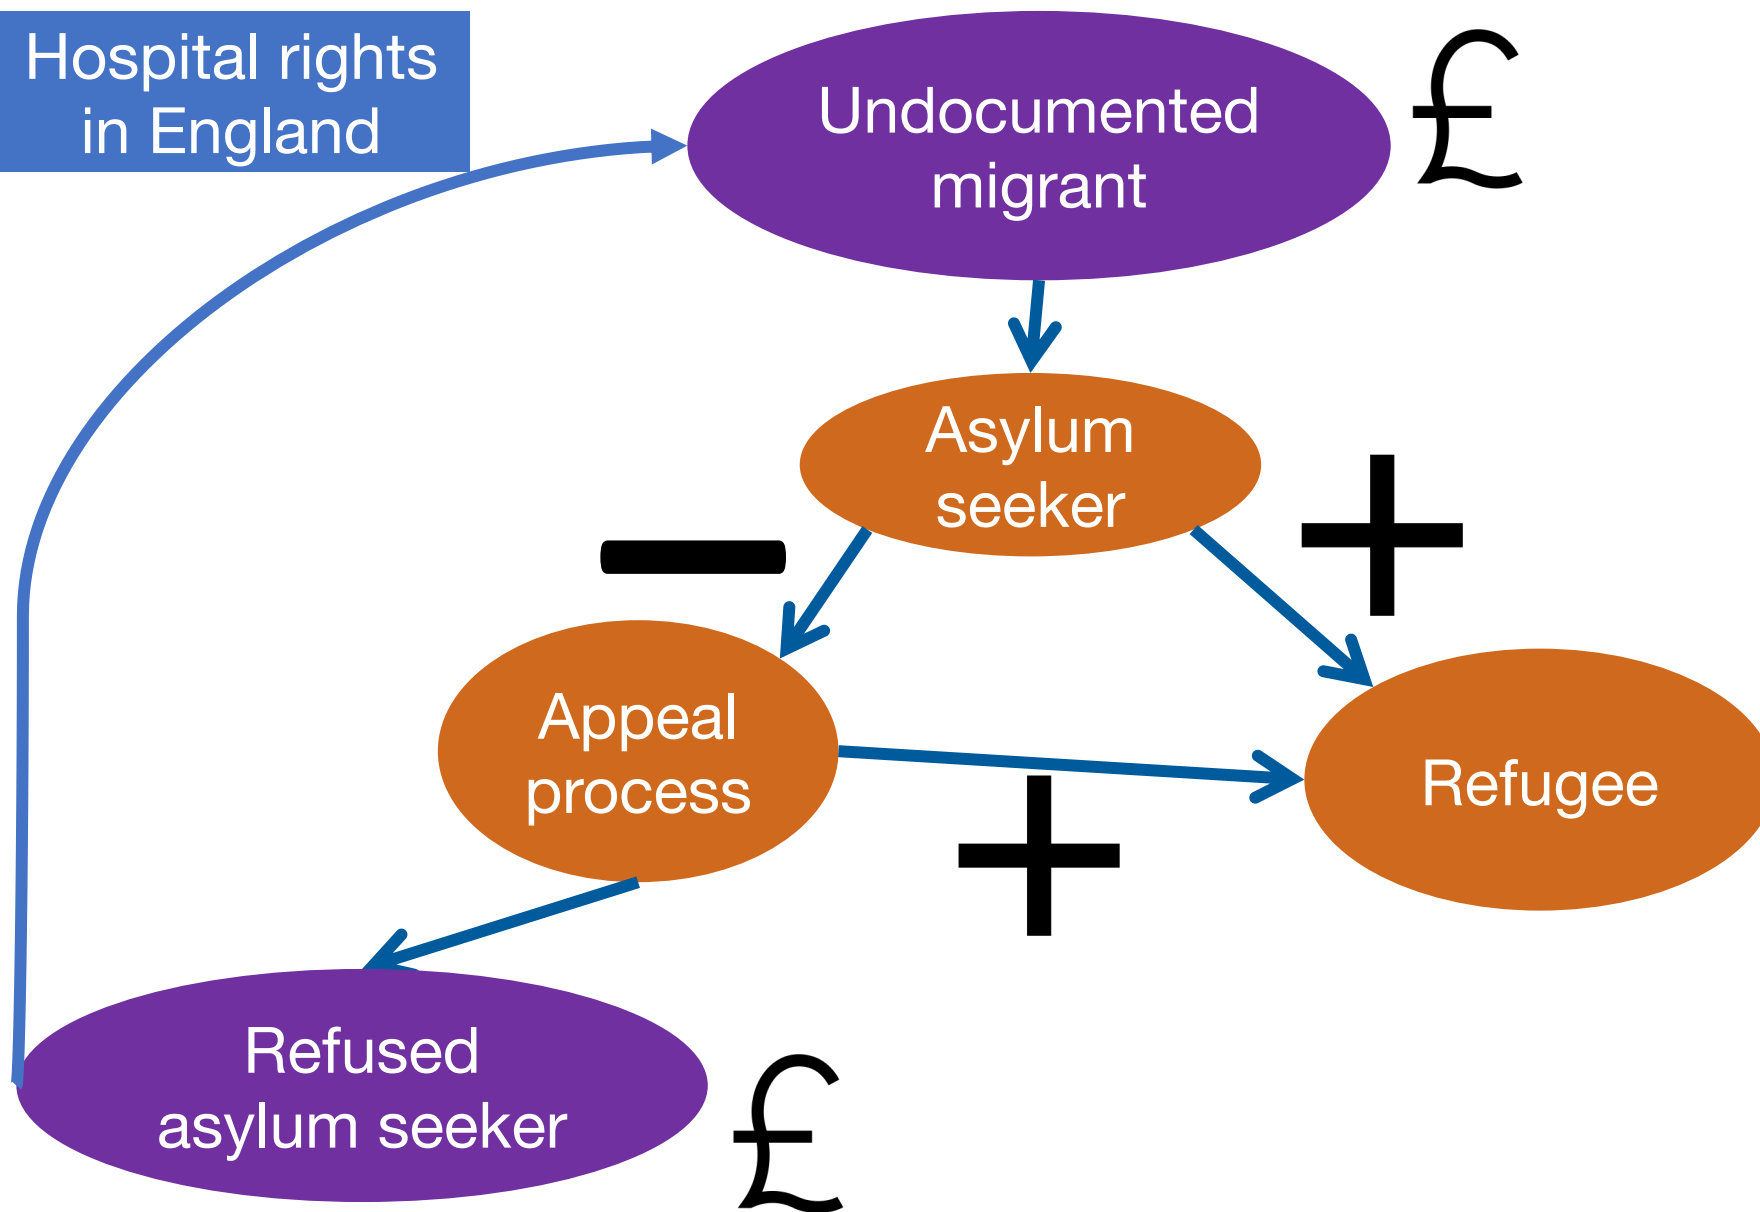 Hospital rights
in England
Undocumented
migrant
£
Asylum
seeker
Appeal
process
Refugee
Refused
asylum seeker
£